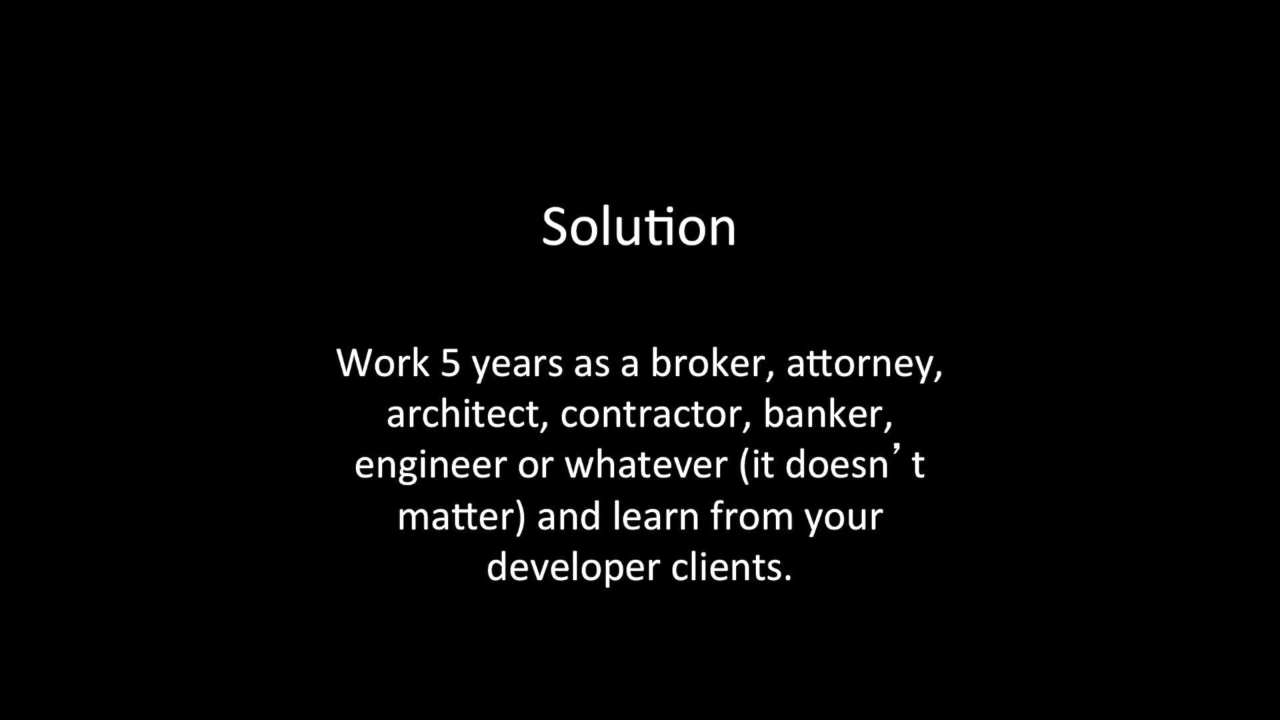 Solution
Work 5 years as a broker, attorney,
architect, contractor, banker,
engineer or whatever (it doesn’t
matter) and learn from your
developer clients.